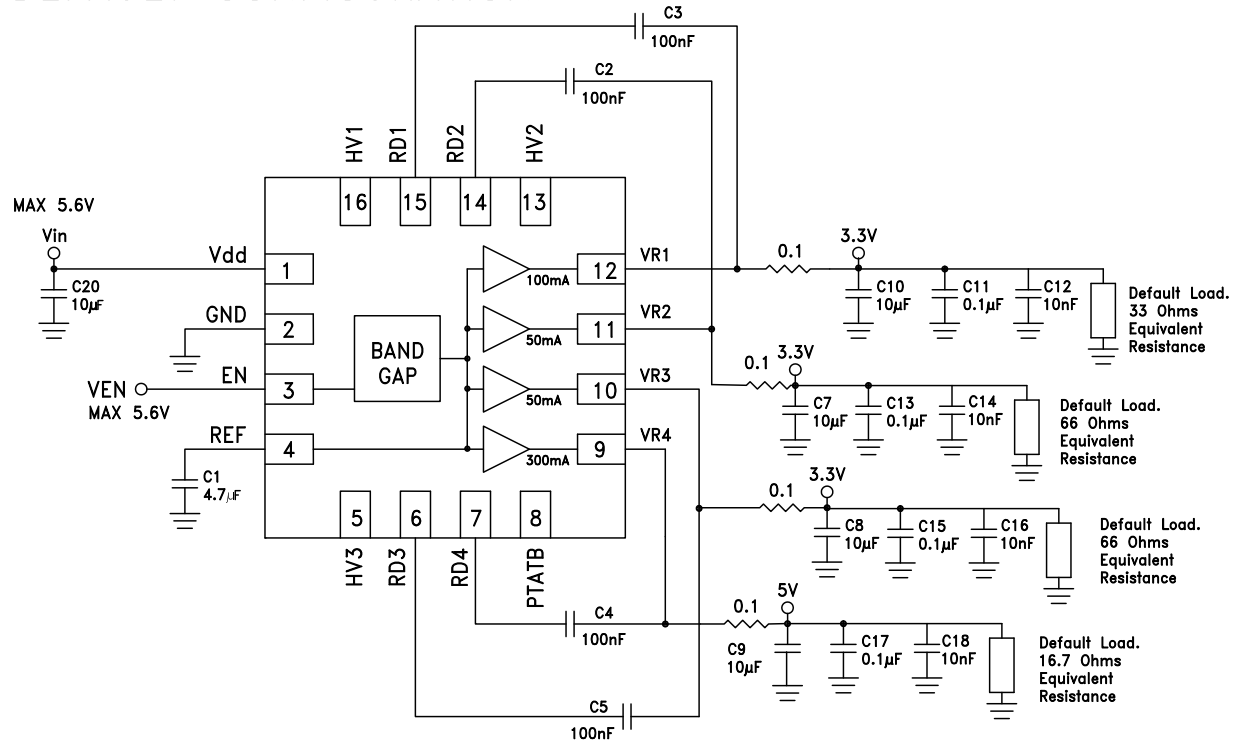 C3
100nF
C2
100nF
HV1
RD1
RD2
HV2
16
15
14
13
MAX 5.6V
Vin
C20
10µF
Vdd
1
GND
2
VEN
MAX 5.6V
EN
3
REF
4
C1
4.7µF
BAND
GAP
100mA
50mA
50mA
300mA
12
VR1
11
VR2
10
VR3
9
VR4
5
6
7
8
HV3
RD3
RD4
PTATB
0.1
3.3V
C10
10µF
C11
0.1µF
C12
10nF
Default Load.
33 Ohms
Equivalent
Resistance
0.1
3.3V
C7
10µF
C13
0.1µF
C14
10nF
Default Load.
66 Ohms
Equivalent
Resistance
0.1
3.3V
C8
10µF
C15
0.1µF
C16
10nF
Default Load.
66 Ohms
Equivalent
Resistance
C4
100nF
0.1
5V
C9
10µF
C17
0.1µF
C18
10nF
Default Load.
16.7 Ohms
Equivalent
Resistance
C5
100nF